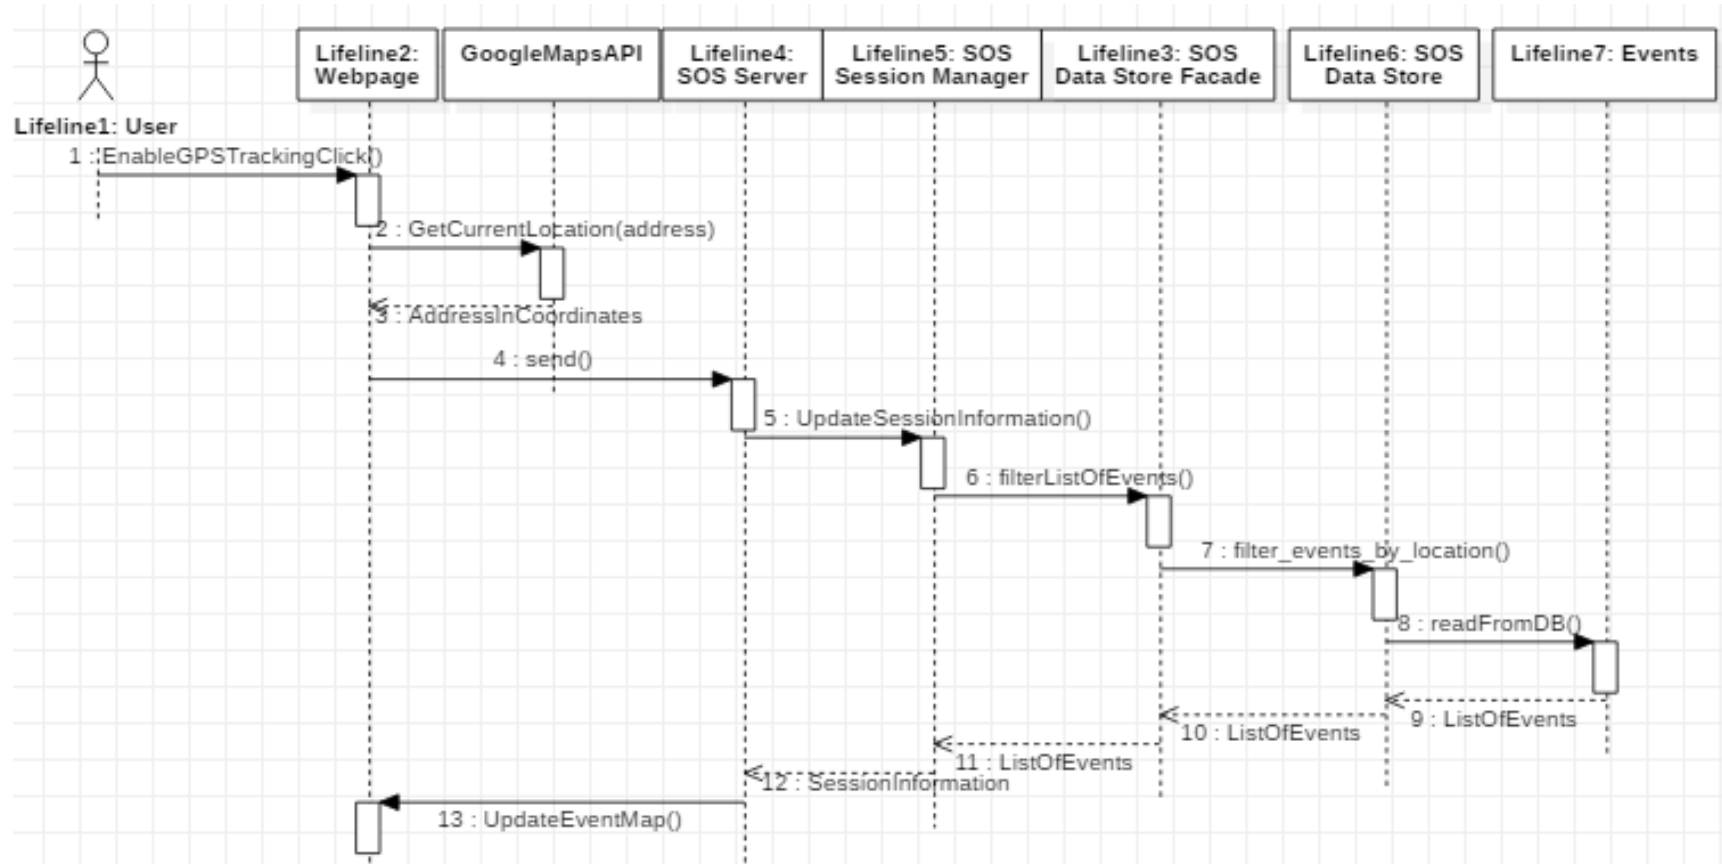 Lifeline2:
Webpage
GoogleMapsAPI
Lifeline4:
SOS Server
Lifeline5: SOS
Session Manager
Lifeline3: SOS
Data Store Facade
Lifeline6: SOS
Data Store
Lifeline7: Events
Lifeline1: User
1 : EnableGPSTrackingClick()
2 : GetCurrentLocation(address)
3 : AddressInCoordinates
4 : send()
5 : UpdateSessionInformation()
6 : filterListOfEvents()
7 : filter_events_by_location()
8 : readFromDB()
9 : ListOfEvents
10 : ListOfEvents
11 : ListOfEvents
12 : SessionInformation
13 : UpdateEventMap()